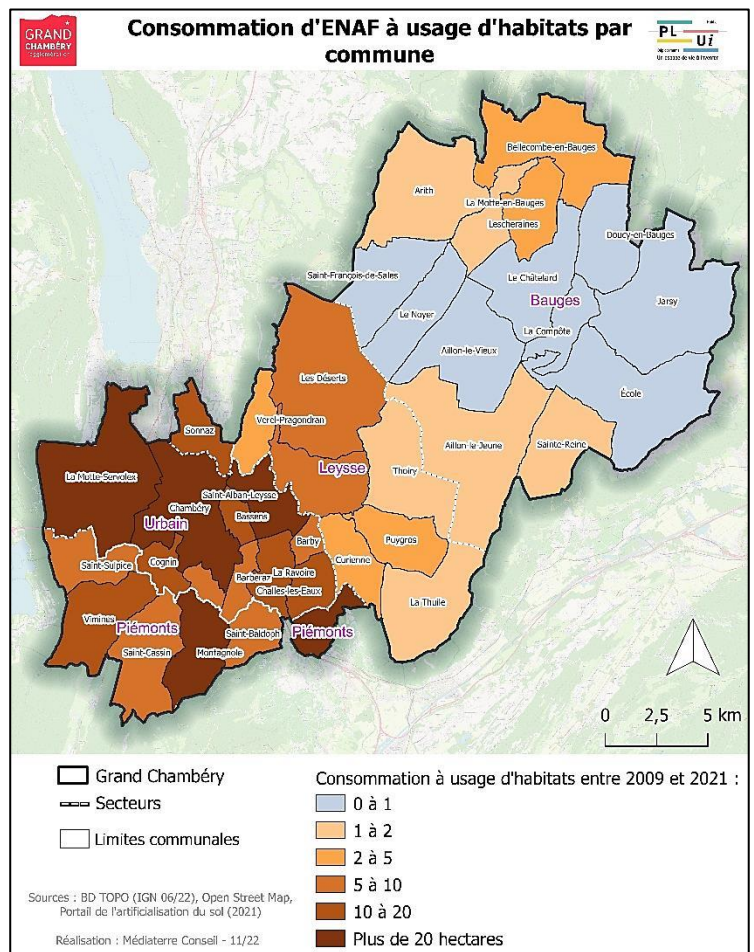 GRAND
CHAMBÉRY
agglomération
Consommation d'ENAF à usage d'habitats par
commune
PL
Ui
Un espace de vie à inventer
Bellecombe-en-Bauges
Arith
La Motte-en-Bauges
Lescheraines
Doucy-en-Bauges
Saint-François-de-Sales
Le Châtelard
Bauges
Jarsy
Le Noyer
La Compôte
Aillon-le-Vieux
École
Les Déserts
Verel-Pragondran
Sonnaz
Aillon-le-Jeune
Sainte-Reine
Thoiry
Leysse
La Motte-Servolex
Saint-Alban-Leysse
Chambéry
Bassens
Urbain
Puygros
Barby
Curienne
Saint-Sulpice
Cognin
La Ravoire
Barberaz
Challes-les-Eaux
La Thuile
Vimines
Piémonts
Saint-Baldoph
Piémonts
Saint-Cassin
Montagnole
0 2,5 5 km
Grand Chambéry
Secteurs
Limites communales
Sources : BD TOPO (IGN 06/22), Open Street Map,
Portail de l'artificialisation du sol (2021)
Réalisation : Médiaterre Conseil - 11/22
Consommation à usage d'habitats entre 2009 et 2021 :
0 à 1
1 à 2
2 à 5
5 à 10
10 à 20
Plus de 20 hectares